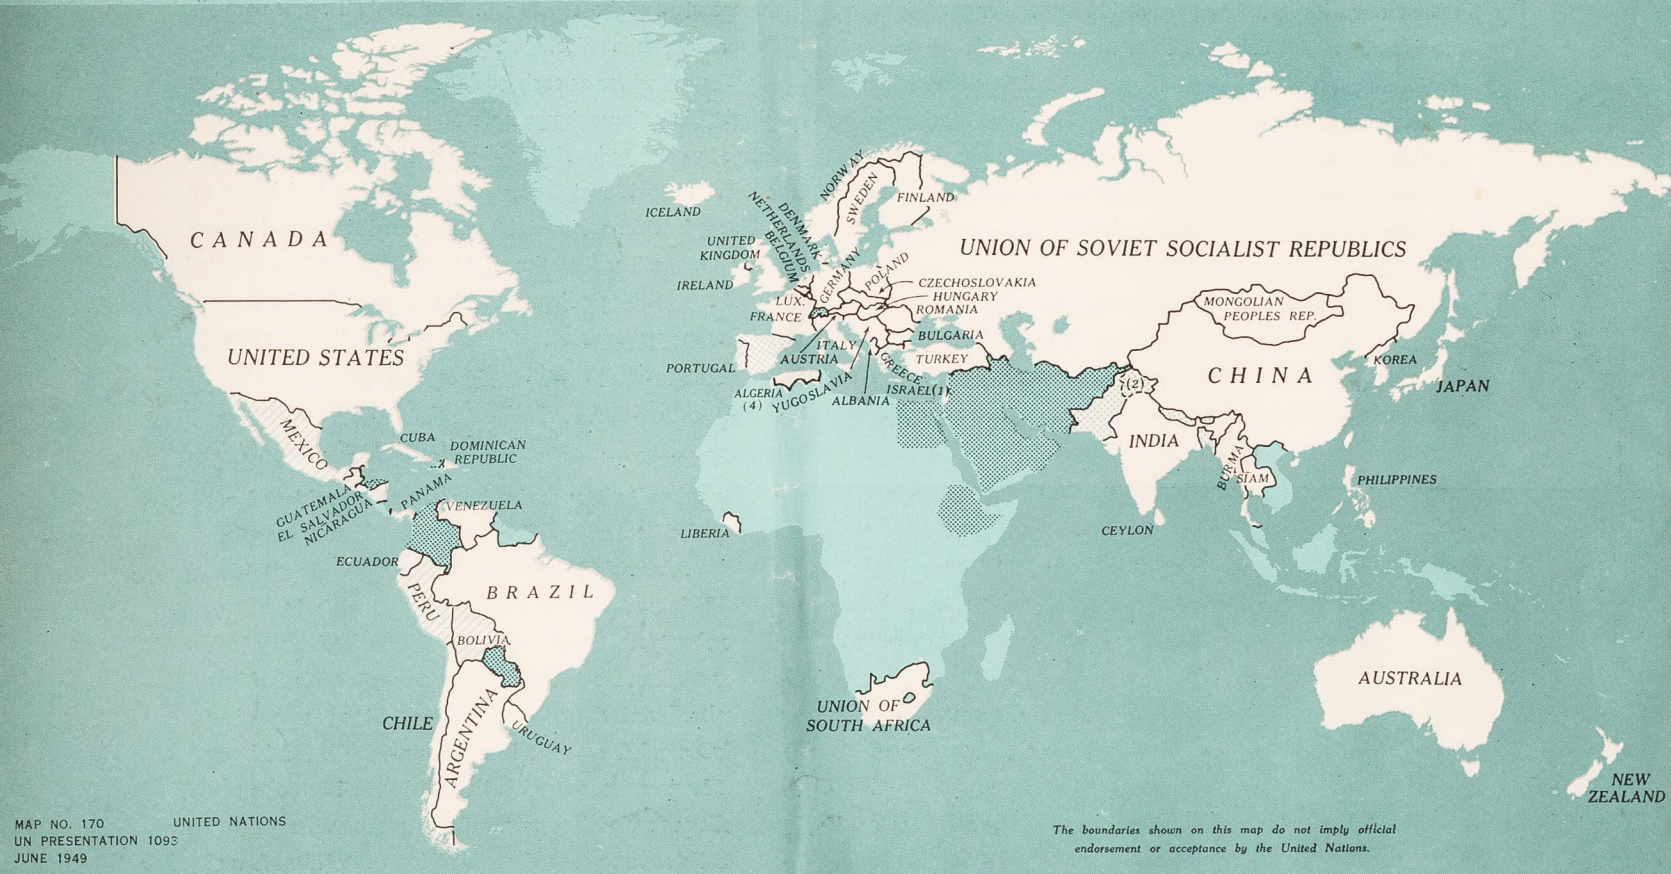 NORWAY
SWEDEN
FINLAND
ICELAND
DENMARK
NETHERLANDS
BELGIUM
UNITED
KINGDOM
IRELAND
CANADA
UNION OF SOVIET SOCIALIST REPUBLICS
GERMANY
POLAND
CZECHOSLOVAKIA
HUNGARY
ROMANIA
LUX.
FRANCE
BULGARIA
MONGOLIAN
PEOPLES REP.
UNITED STATES
ITALY
AUSTRIA
TURKEY
KOREA
PORTUGAL
GREECE
CHINA
JAPAN
ALGERIA
(4)
YUGOSLAVIA
ALBANIA
ISRAEL(1)
(2)
MEXICO
CUBA
DOMINICAN
REPUBLIC
INDIA
BURMA
SIAM
PHILIPPINES
GUATEMALA
EL SALVADOR
NICARAGUA
PANAMA
VENEZUELA
LIBERIA
CEYLON
ECUADOR
PERU
BRAZIL
BOLIVIA
AUSTRALIA
CHILE
ARGENTINA
URUGUAY
UNION OF
SOUTH AFRICA
NEW
ZEALAND
MAP NO. 170 UNITED NATIONS
UN PRESENTATION 1093
JUNE 1949
The boundaries shown on this map do not imply official
endorsement or acceptance by the United Nations.